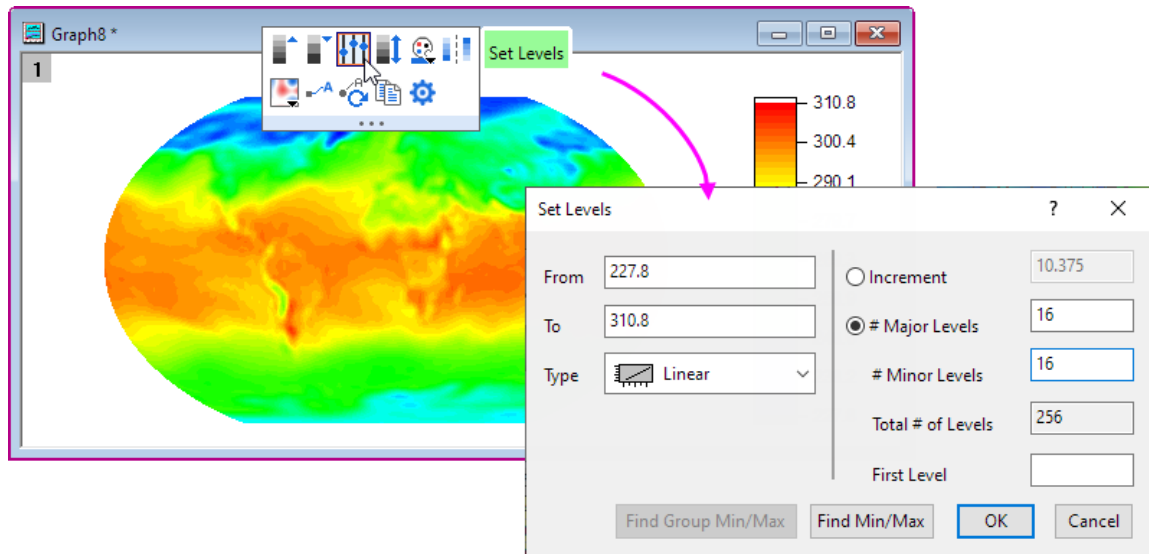 Graph8 *
1
Set Levels
310.8
300.4
290.1
Set Levels
?
From 227.8
To 310.8
Type Linear
Increment 10.375
# Major Levels 16
# Minor Levels 16
Total # of Levels 256
First Level
Find Group Min/Max Find Min/Max OK Cancel